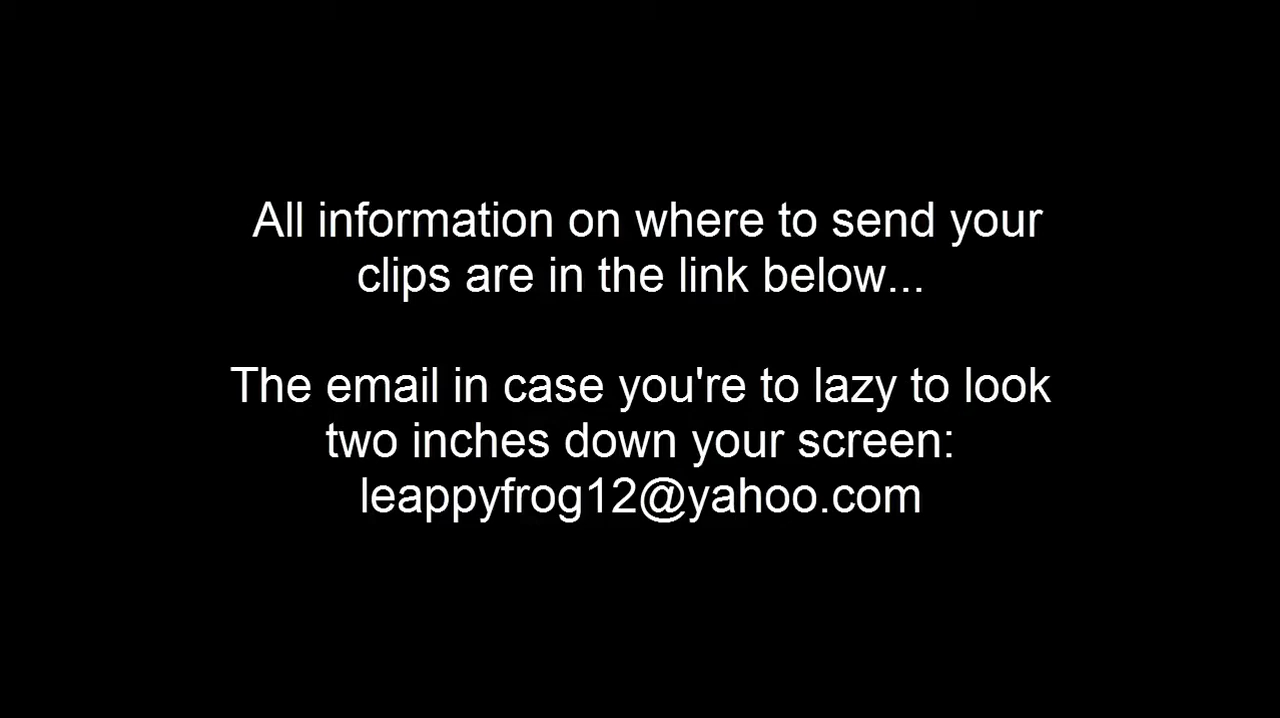 All information on where to send your
clips are in the link below...
The email in case you're to lazy to look
two inches down your screen:
leappyfrog12@yahoo.com